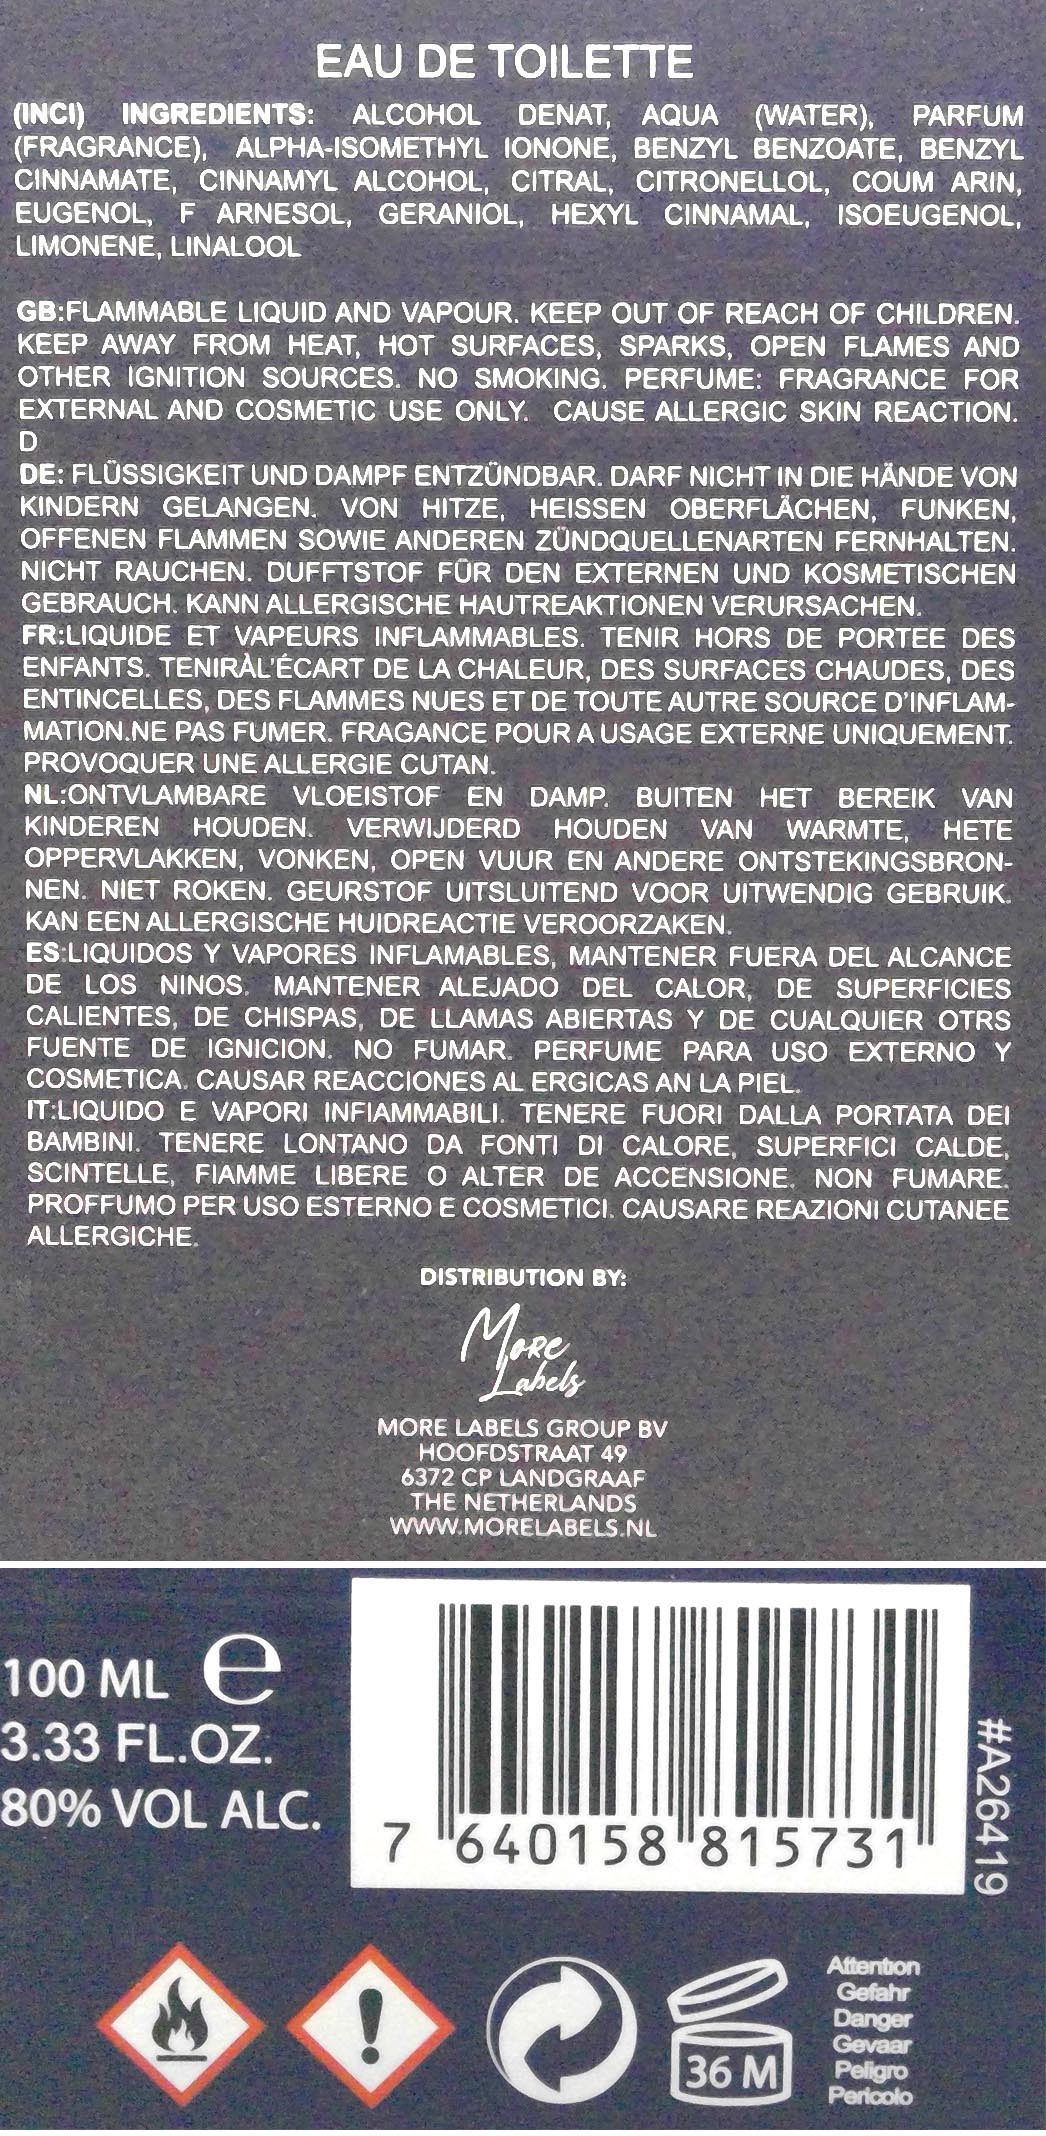 EAU DE TOILETTE
(INCI) INGREDIENTS: ALCOHOL DENAT, AQUA (WATER), PARFUM
(FRAGRANCE), ALPHA-ISOMETHYL IONONE, BENZYL BENZOATE, BENZYL
CINNAMATE, CINNAMYL ALCOHOL, CITRAL, CITRONELLOL, COUM ARIN,
EUGENOL, F ARNESOL, GERANIOL, HEXYL CINNAMAL, ISOEUGENOL,
LIMONENE, LINALOOL
GB:FLAMMABLE LIQUID AND VAPOUR. KEEP OUT OF REACH OF CHILDREN.
KEEP AWAY FROM HEAT, HOT SURFACES, SPARKS, OPEN FLAMES AND
OTHER IGNITION SOURCES. NO SMOKING. PERFUME: FRAGRANCE FOR
EXTERNAL AND COSMETIC USE ONLY. CAUSE ALLERGIC SKIN REACTION.
D
DE: FLÜSSIGKEIT UND DAMPF ENTZÜNDBAR. DARF NICHT IN DIE HÄNDE VON
KINDERN GELANGEN. VON HITZE, HEISSEN OBERFLÄCHEN, FUNKEN,
OFFENEN FLAMMEN SOWIE ANDEREN ZÜNDQUELLENARTEN FERNHALTEN.
NICHT RAUCHEN. DUFFTSTOF FÜR DEN EXTERNEN UND KOSMETISCHEN
GEBRAUCH. KANN ALLERGISCHE HAUTREAKTIONEN VERURSACHEN.
FR:LIQUIDE ET VAPEURS INFLAMMABLES. TENIR HORS DE PORTEE DES
ENFANTS. TENIRÀL'ÉCART DE LA CHALEUR, DES SURFACES CHAUDES, DES
ENTINCELLES, DES FLAMMES NUES ET DE TOUTE AUTRE SOURCE D'INFLAM-
MATION.NE PAS FUMER. FRAGANCE POUR A USAGE EXTERNE UNIQUEMENT.
PROVOQUER UNE ALLERGIE CUTAN.
NL:ONTVLAMBARE VLOEISTOF EN DAMP. BUITEN HET BEREIK VAN
KINDEREN HOUDEN. VERWIJDERD HOUDEN VAN WARMTE, HETE
OPPERVLAKKEN, VONKEN, OPEN VUUR EN ANDERE ONTSTEKINGSBRON-
NEN. NIET ROKEN. GEURSTOF UITSLUITEND VOOR UITWENDIG GEBRUIK.
KAN EEN ALLERGISCHE HUIDREACTIE VEROORZAKEN.
ES:LIQUIDOS Y VAPORES INFLAMABLES, MANTENER FUERA DEL ALCANCE
DE LOS NINOS. MANTENER ALEJADO DEL CALOR, DE SUPERFICIES
CALIENTES, DE CHISPAS, DE LLAMAS ABIERTAS Y DE CUALQUIER OTRS
FUENTE DE IGNICION. NO FUMAR. PERFUME PARA USO EXTERNO Y
COSMETICA. CAUSAR REACCIONES AL ERGICAS AN LA PIEL.
IT:LIQUIDO E VAPORI INFIAMMABILI. TENERE FUORI DALLA PORTATA DEI
BAMBINI. TENERE LONTANO DA FONTI DI CALORE, SUPERFICI CALDE,
SCINTELLE, FIAMME LIBERE O ALTER DE ACCENSIONE. NON FUMARE.
PROFFUMO PER USO ESTERNO E COSMETICI. CAUSARE REAZIONI CUTANEE
ALLERGICHE.
DISTRIBUTION BY:
More
Labels
MORE LABELS GROUP BV
HOOFDSTRAAT 49
6372 CP LANDGRAAF
THE NETHERLANDS
WWW.MORELABELS.NL
100 ML e
3.33 FL.OZ.
80% VOL ALC.
7 640158 815731
#A26419
36 M
Attention
Gefahr
Danger
Gevaar
Peligro
Pericolo